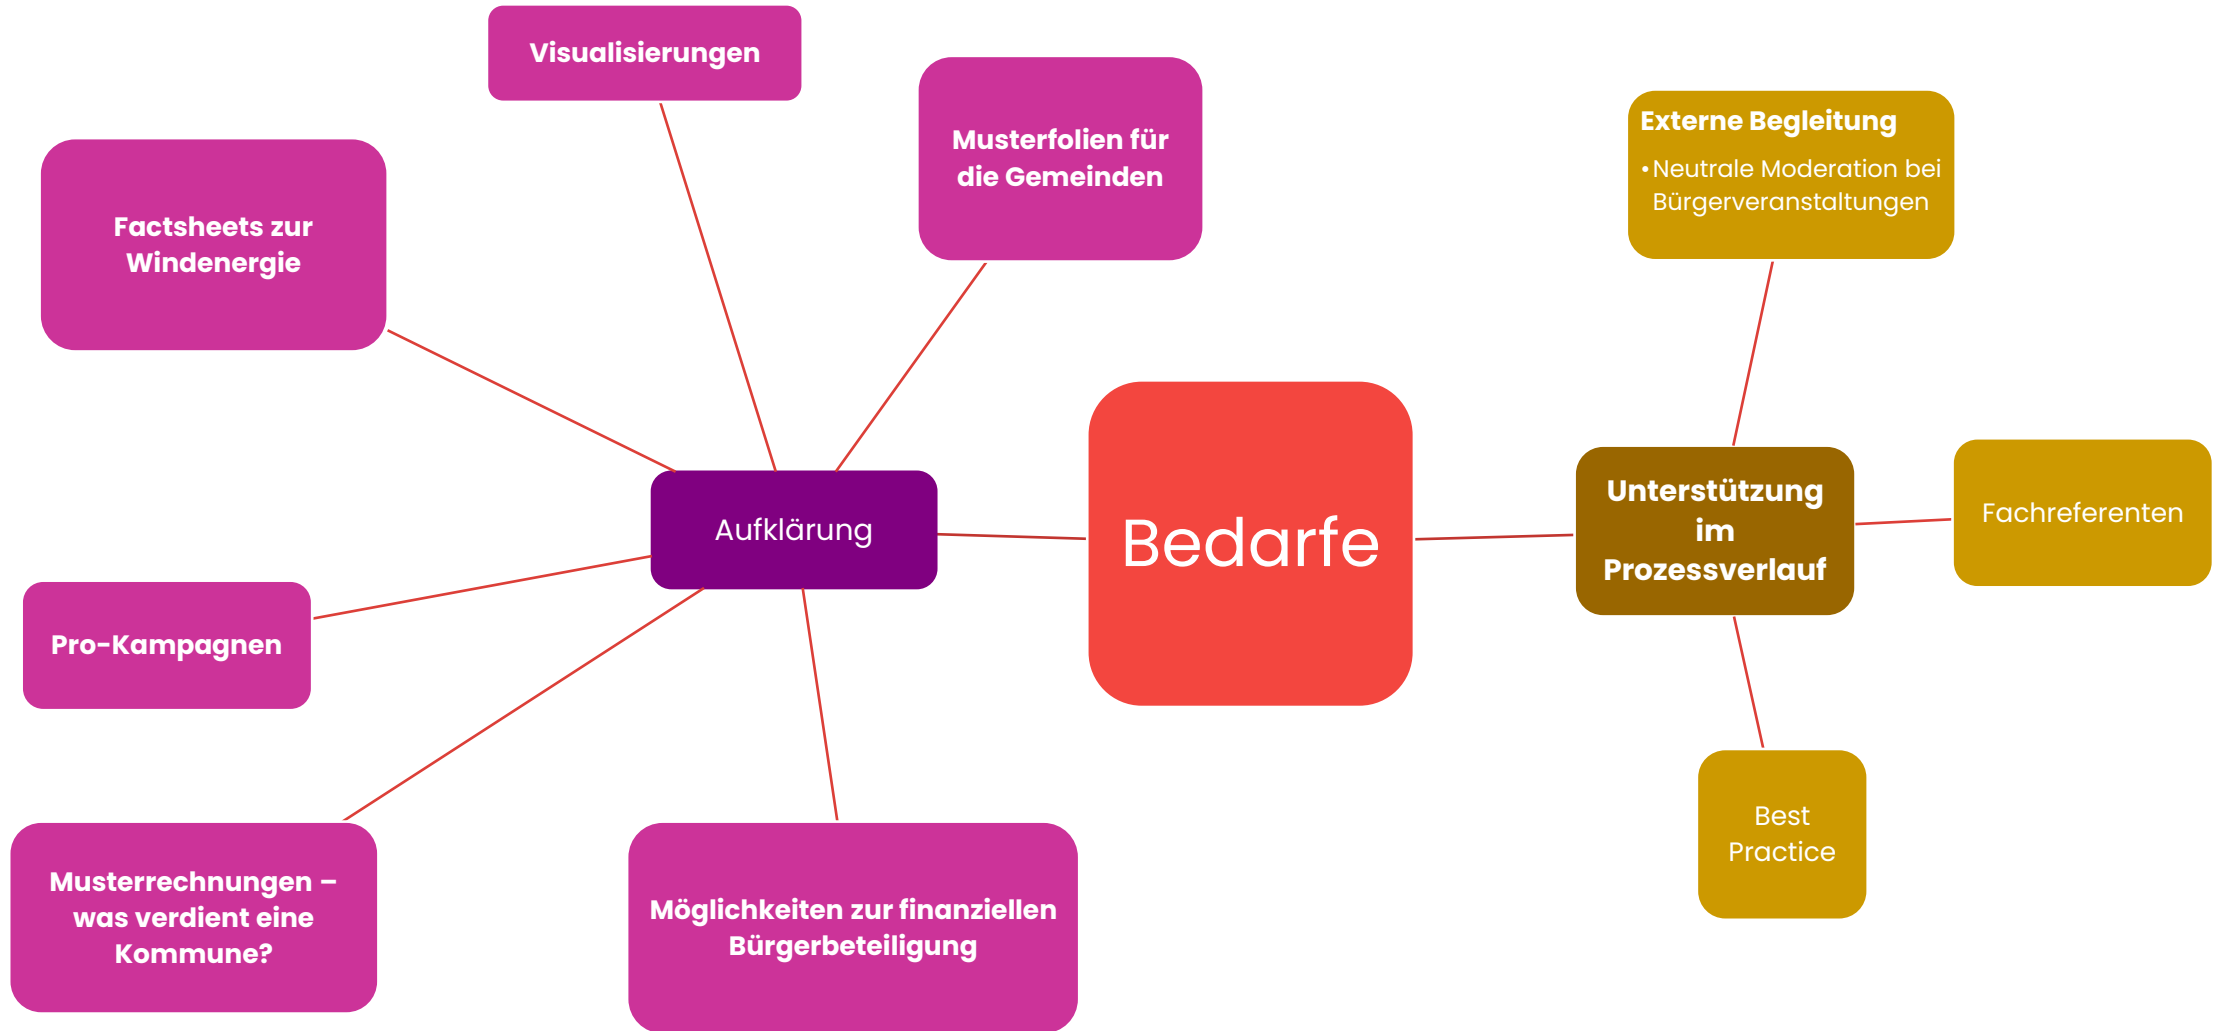 Visualisierungen
Musterfolien für
die Gemeinden
Factsheets zur
Windenergie
Aufklärung
Pro-Kampagnen
Musterrechnungen –
was verdient eine
Kommune?
Möglichkeiten zur finanziellen
Bürgerbeteiligung
Bedarfe
Externe Begleitung
• Neutrale Moderation bei
Bürgerveranstaltungen
Unterstützung
im
Prozessverlauf
Fachreferenten
Best
Practice